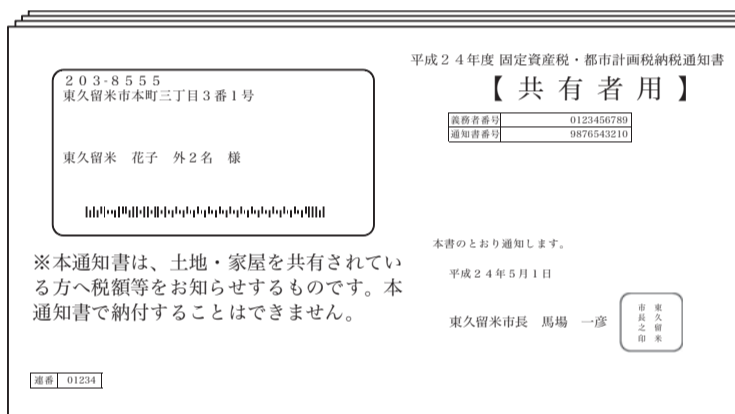 平成24年度 固定資産税・都市計画税納税通知書
【共有者用】
義務者番号 0123456789
通知書番号 9876543210
203-8555
東久留米市本町三丁目3番1号
東久留米 花子 外2名 様
※本通知書は、土地・家屋を共有されてい
る方へ税額等をお知らせするものです。本
通知書で納付することはできません。
本書のとおり通知します。
平成24年5月1日
東久留米市長 馬場 一彦
東久留米
市長之印
連番 01234